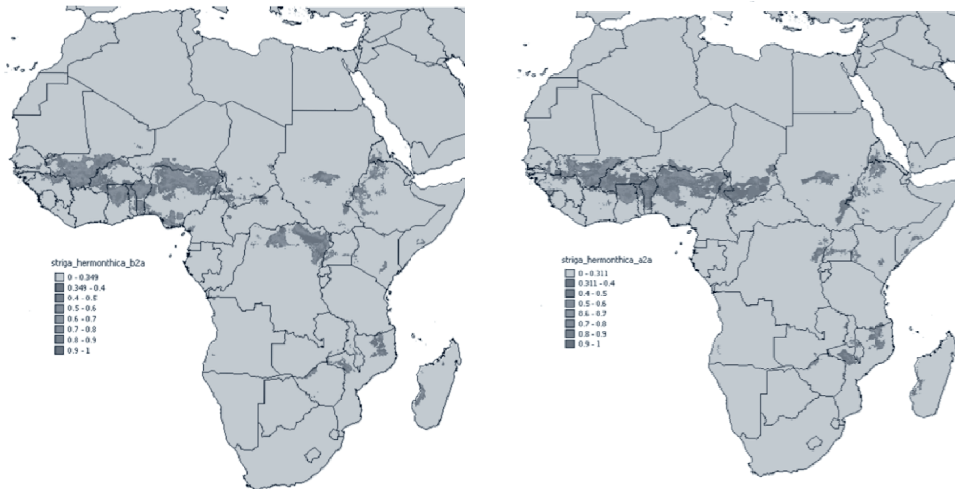 striga_hermonthica_b2a
0 - 0.349
0.349 - 0.4
0.4 - 0.5
0.5 - 0.6
0.6 - 0.7
0.7 - 0.8
0.8 - 0.9
0.9 - 1
striga_hermonthica_a2a
0 - 0.311
0.311 - 0.4
0.4 - 0.5
0.5 - 0.6
0.6 - 0.7
0.7 - 0.8
0.8 - 0.9
0.9 - 1